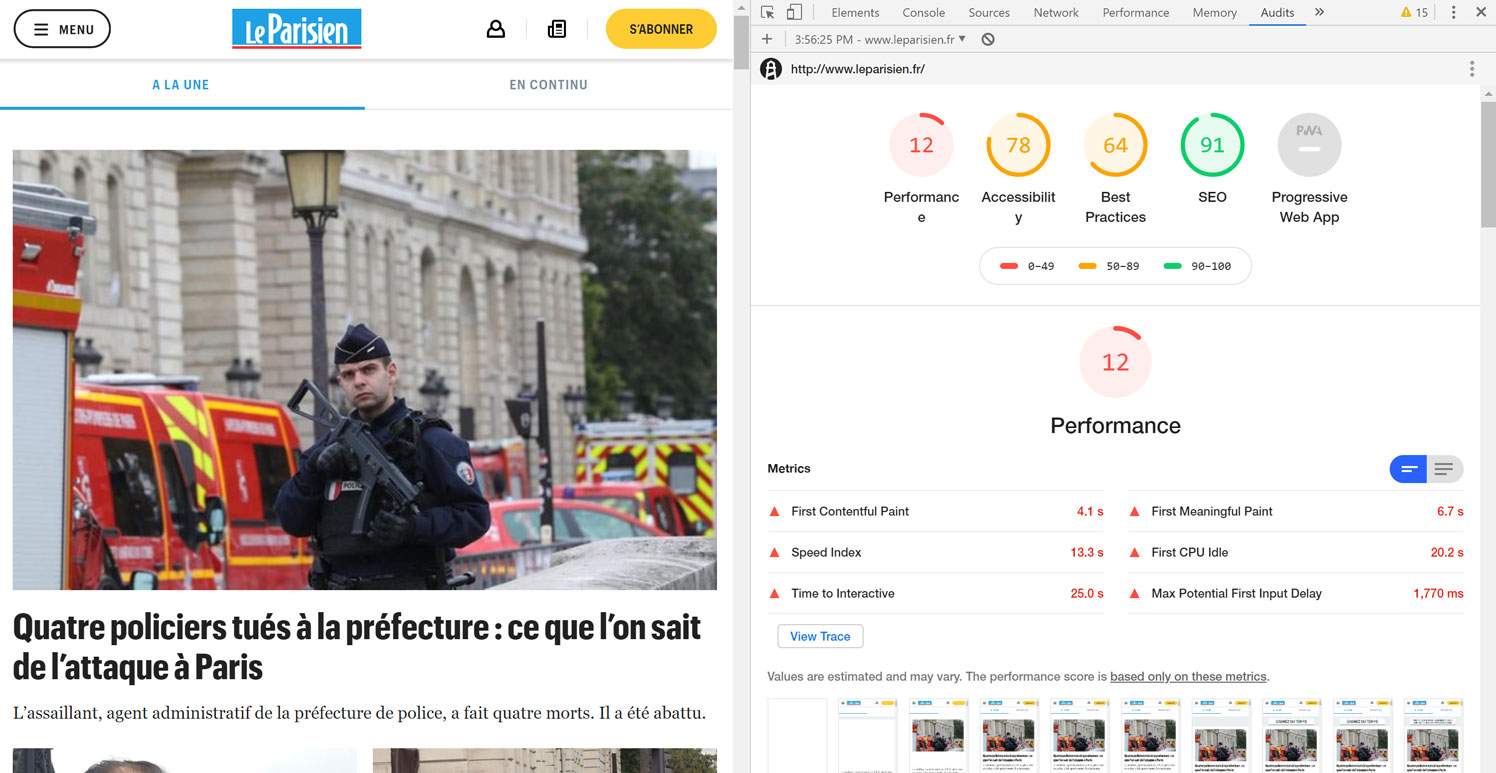 MENU
Le Parisien
S'ABONNER
A LA UNE
EN CONTINU
POLICE
Quatre policiers tués à la préfecture : ce que l'on sait
de l'attaque à Paris
L'assaillant, agent administratif de la préfecture de police, a fait quatre morts. Il a été abattu.
Elements Console Sources Network Performance Memory Audits » 15
3:56:25 PM - www.leparisien.fr
http://www.leparisien.fr/
12 78 64 91 PWA
Performanc
e
Accessibilit
y
Best
Practices
SEO
Progressive
Web App
0–49 50–89 90–100
12
Performance
Metrics
First Contentful Paint 4.1 s
First Meaningful Paint 6.7 s
Speed Index 13.3 s
First CPU Idle 20.2 s
Time to Interactive 25.0 s
Max Potential First Input Delay 1,770 ms
View Trace
Values are estimated and may vary. The performance score is based only on these metrics.